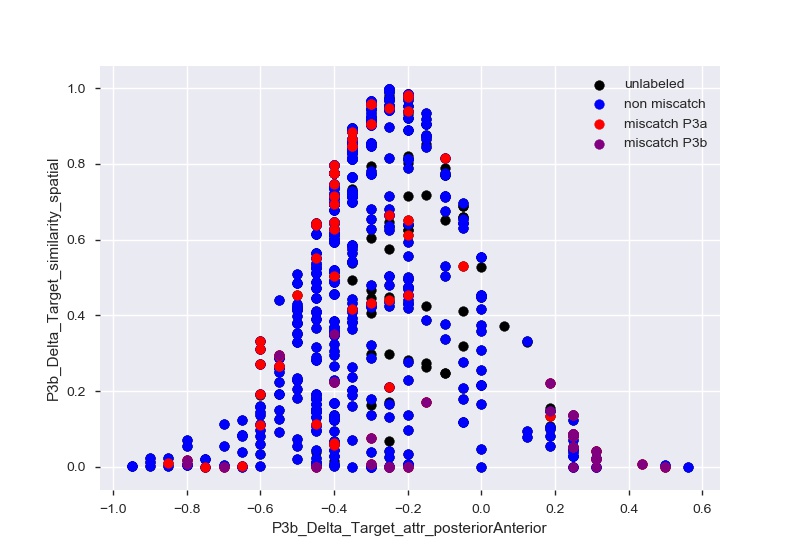 unlabeled
non miscatch
miscatch P3a
miscatch P3b
1.0
0.8
0.6
0.4
0.2
0.0
P3b_Delta_Target_similarity_spatial
−1.0 −0.8 −0.6 −0.4 −0.2 0.0 0.2 0.4 0.6
P3b_Delta_Target_attr_posteriorAnterior